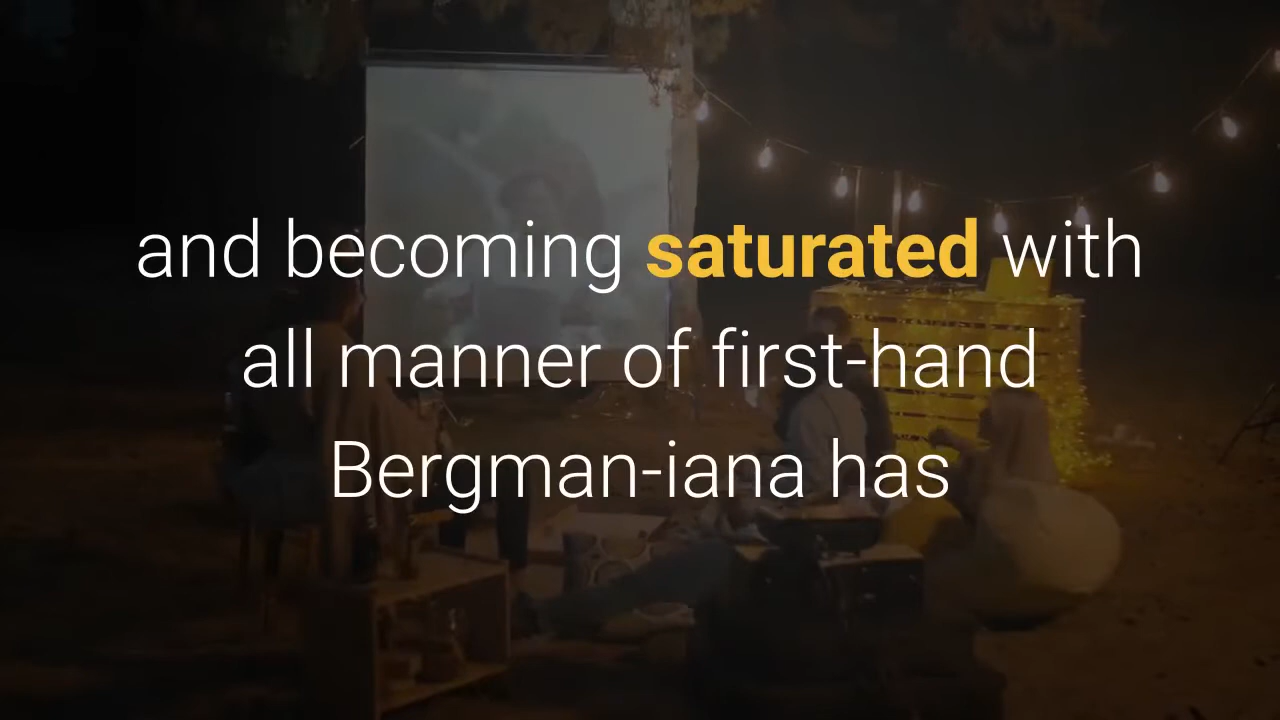 and becoming saturated with
all manner of first-hand
Bergman-iana has